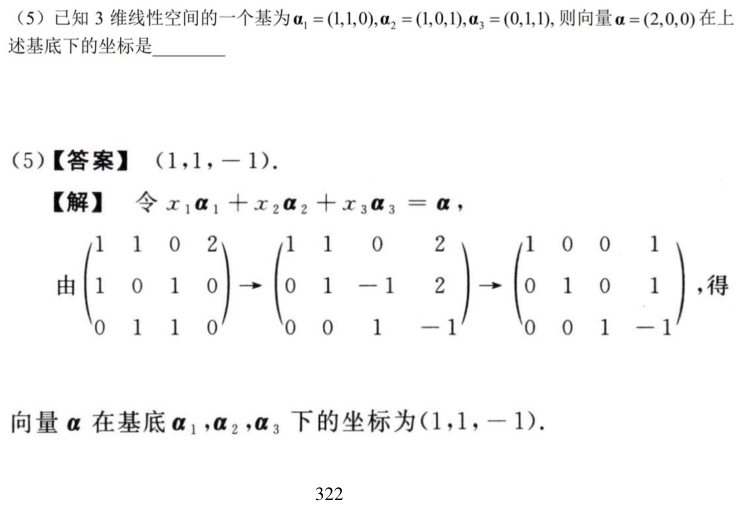 （5）已知 3 维线性空间的一个基为 α₁ = (1,1,0), α₂ = (1,0,1), α₃ = (0,1,1), 则向量 α = (2,0,0) 在上
述基底下的坐标是________
(5)【答案】 (1,1,－1).
【解】 令 x₁α₁ + x₂α₂ + x₃α₃ = α,
由 (1 1 0 2; 1 0 1 0; 0 1 1 0) → (1 1 0 2; 0 1 －1 2; 0 0 1 －1) → (1 0 0 1; 0 1 0 1; 0 0 1 －1) ,得
向量 α 在基底 α₁,α₂,α₃ 下的坐标为(1,1,－1).
322